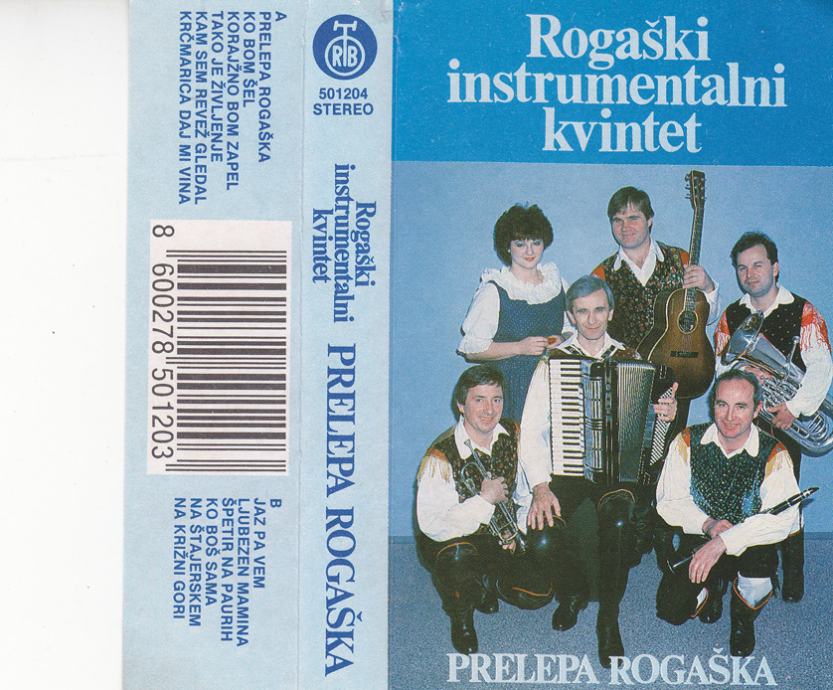 A
PRELEPA ROGAŠKA
KO BOM ŠEL
KORAJŽNO BOM ZAPEL
TAKO JE ŽIVLJENJE
KAM SEM REVEŽ GLEDAL
KRČMARICA DAJ MI VINA
8 600278 501203
B
JAZ PA VEM
LJUBEZEN MAMINA
ŠPETIR NA PAURIH
KO BOŠ SAMA
NA ŠTAJERSKEM
NA KRIŽNI GORI
RTB
501204
STEREO
Rogaški
instrumentalni
kvintet
PRELEPA ROGAŠKA
Rogaški
instrumentalni
kvintet
PRELEPA ROGAŠKA